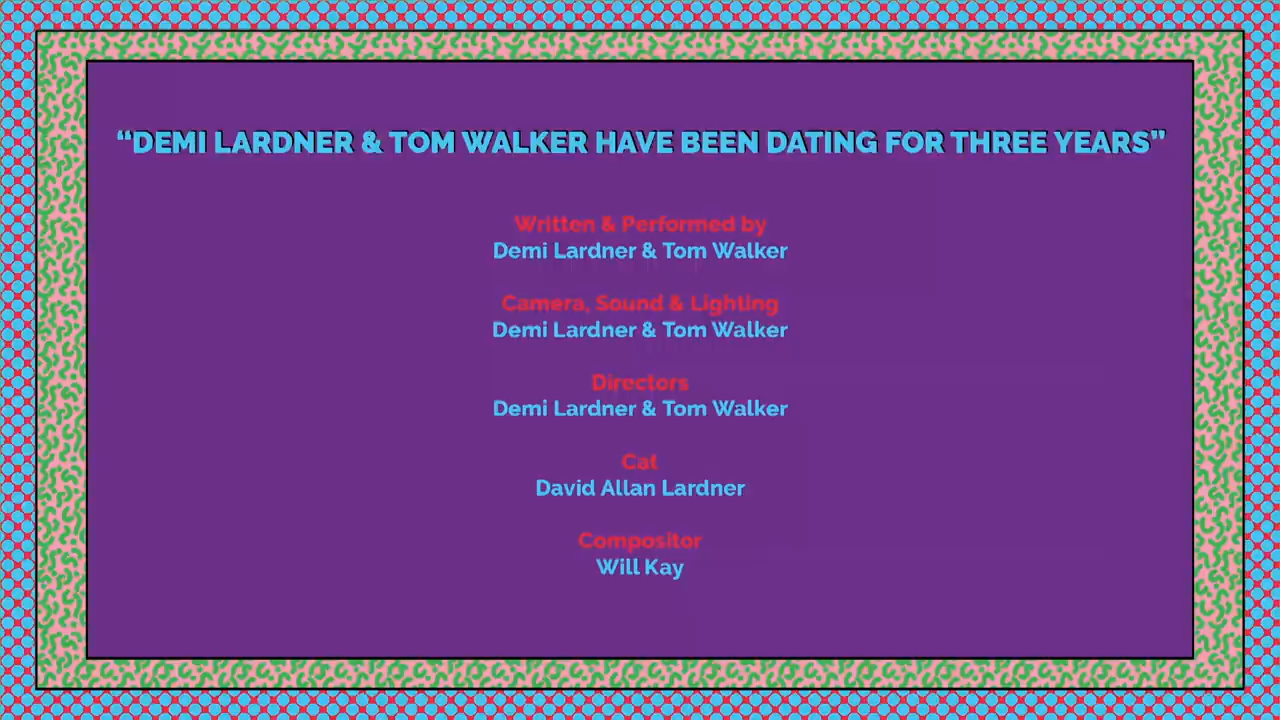 “DEMI LARDNER & TOM WALKER HAVE BEEN DATING FOR THREE YEARS”
Written & Performed by
Demi Lardner & Tom Walker
Camera, Sound & Lighting
Demi Lardner & Tom Walker
Directors
Demi Lardner & Tom Walker
Cat
David Allan Lardner
Compositor
Will Kay